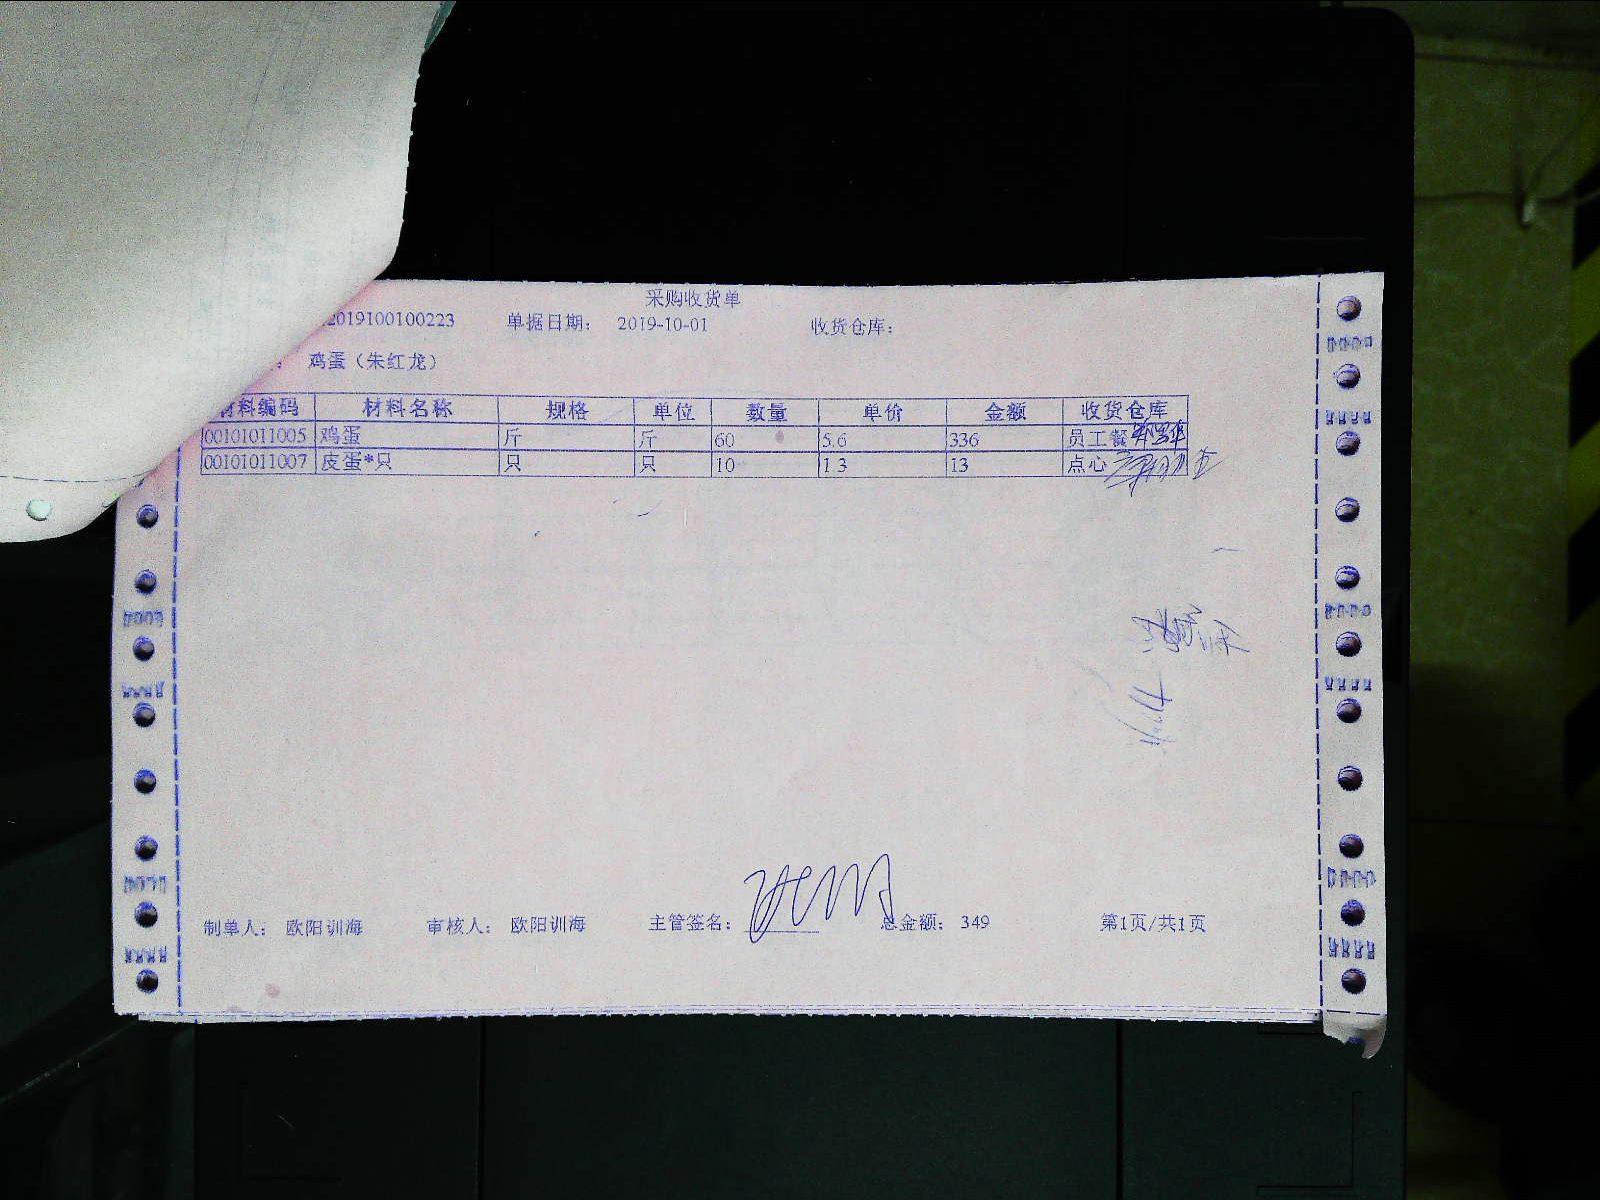 采购收货单
2019100100223 单据日期: 2019-10-01 收货仓库:
鸡蛋（朱红龙）
材料编码 材料名称 规格 单位 数量 单价 金额 收货仓库
00101011005 鸡蛋 斤 斤 60 5.6 336 员工餐
00101011007 皮蛋*只 只 只 10 1.3 13 点心
制单人: 欧阳训海 审核人: 欧阳训海 主管签名: 总金额: 349 第1页/共1页